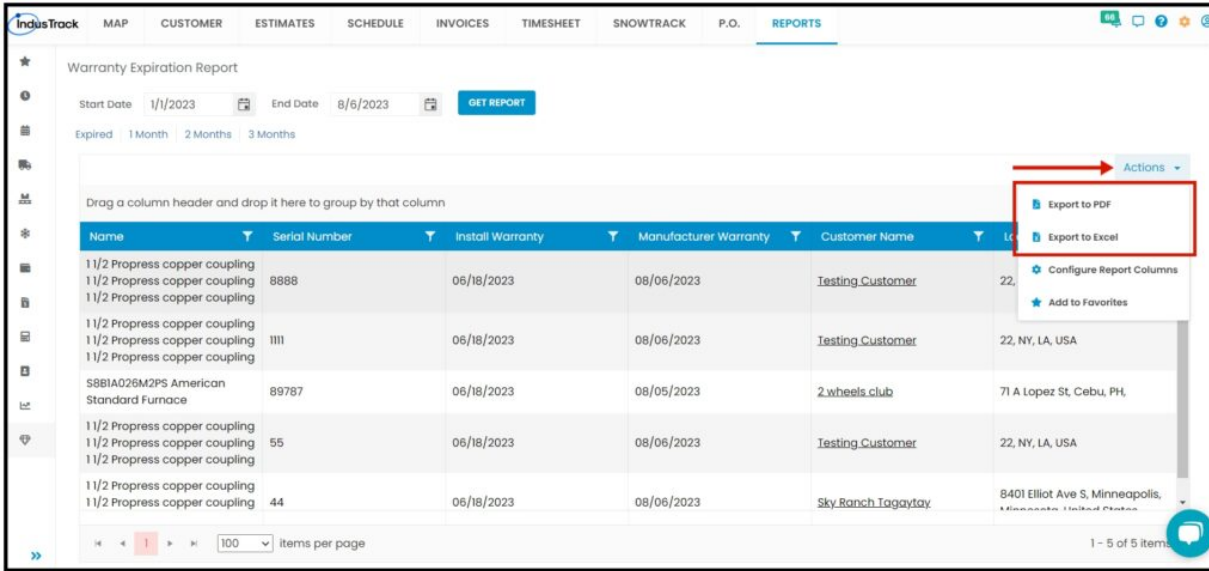 IndusTrack MAP CUSTOMER ESTIMATES SCHEDULE INVOICES TIMESHEET SNOWTRACK P.O. REPORTS 66
Warranty Expiration Report
Start Date 1/1/2023 End Date 8/6/2023 GET REPORT
Expired 1 Month 2 Months 3 Months
Actions
Drag a column header and drop it here to group by that column
Export to PDF
Export to Excel
Configure Report Columns
Add to Favorites
Name Serial Number Install Warranty Manufacturer Warranty Customer Name
1 1/2 Propress copper coupling
1 1/2 Propress copper coupling 8888 06/18/2023 08/06/2023 Testing Customer 22,
1 1/2 Propress copper coupling
1 1/2 Propress copper coupling
1 1/2 Propress copper coupling 1111 06/18/2023 08/06/2023 Testing Customer 22, NY, LA, USA
1 1/2 Propress copper coupling
S8B1A026M2PS American
Standard Furnace 89787 06/18/2023 08/05/2023 2 wheels club 71 A Lopez St, Cebu, PH,
1 1/2 Propress copper coupling
1 1/2 Propress copper coupling 55 06/18/2023 08/06/2023 Testing Customer 22, NY, LA, USA
1 1/2 Propress copper coupling
1 1/2 Propress copper coupling
1 1/2 Propress copper coupling 44 06/18/2023 08/06/2023 Sky Ranch Tagaytay 8401 Elliot Ave S, Minneapolis,
Minnesota, United States
1 100 items per page 1 - 5 of 5 items